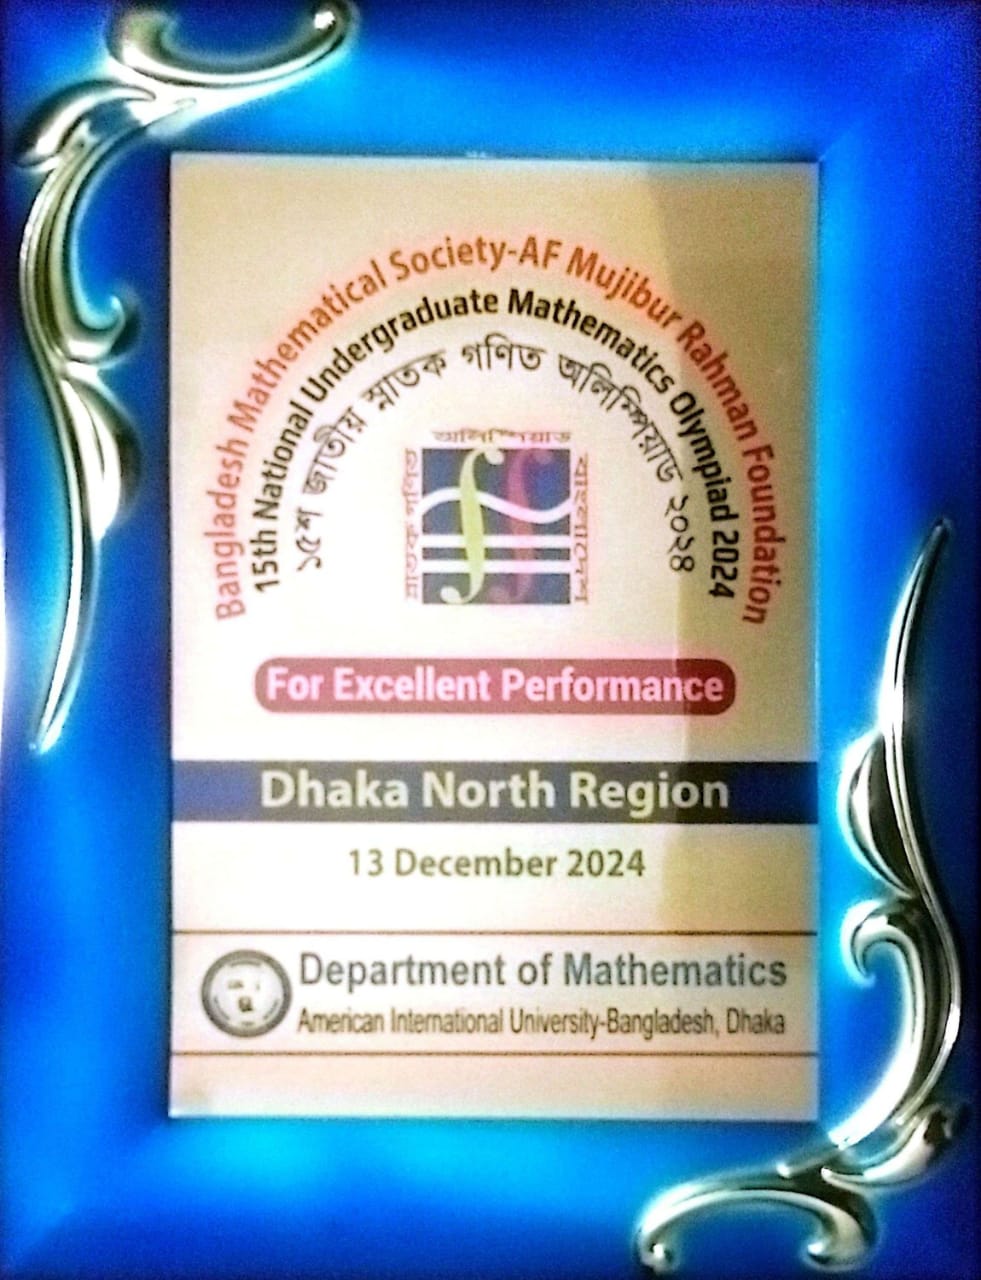 Bangladesh Mathematical Society-AF Mujibur Rahman Foundation
15th National Undergraduate Mathematics Olympiad 2024
১৫শ জাতীয় স্নাতক গণিত অলিম্পিয়াড ২০২৪
অলিম্পিয়াড
স্নাতক গণিত
For Excellent Performance
Dhaka North Region
13 December 2024
Department of Mathematics
American International University-Bangladesh, Dhaka